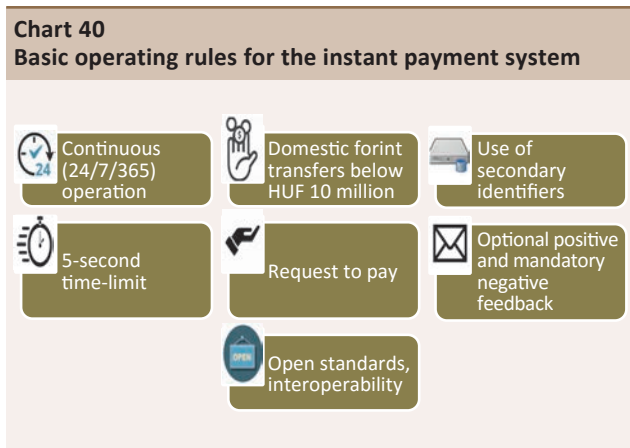 Chart 40
Basic operating rules for the instant payment system
24
Continuous
(24/7/365)
operation
Domestic forint
transfers below
HUF 10 million
Use of
secondary
identifiers
5-second
time-limit
Request to pay
Optional positive
and mandatory
negative
feedback
OPEN
Open standards,
interoperability